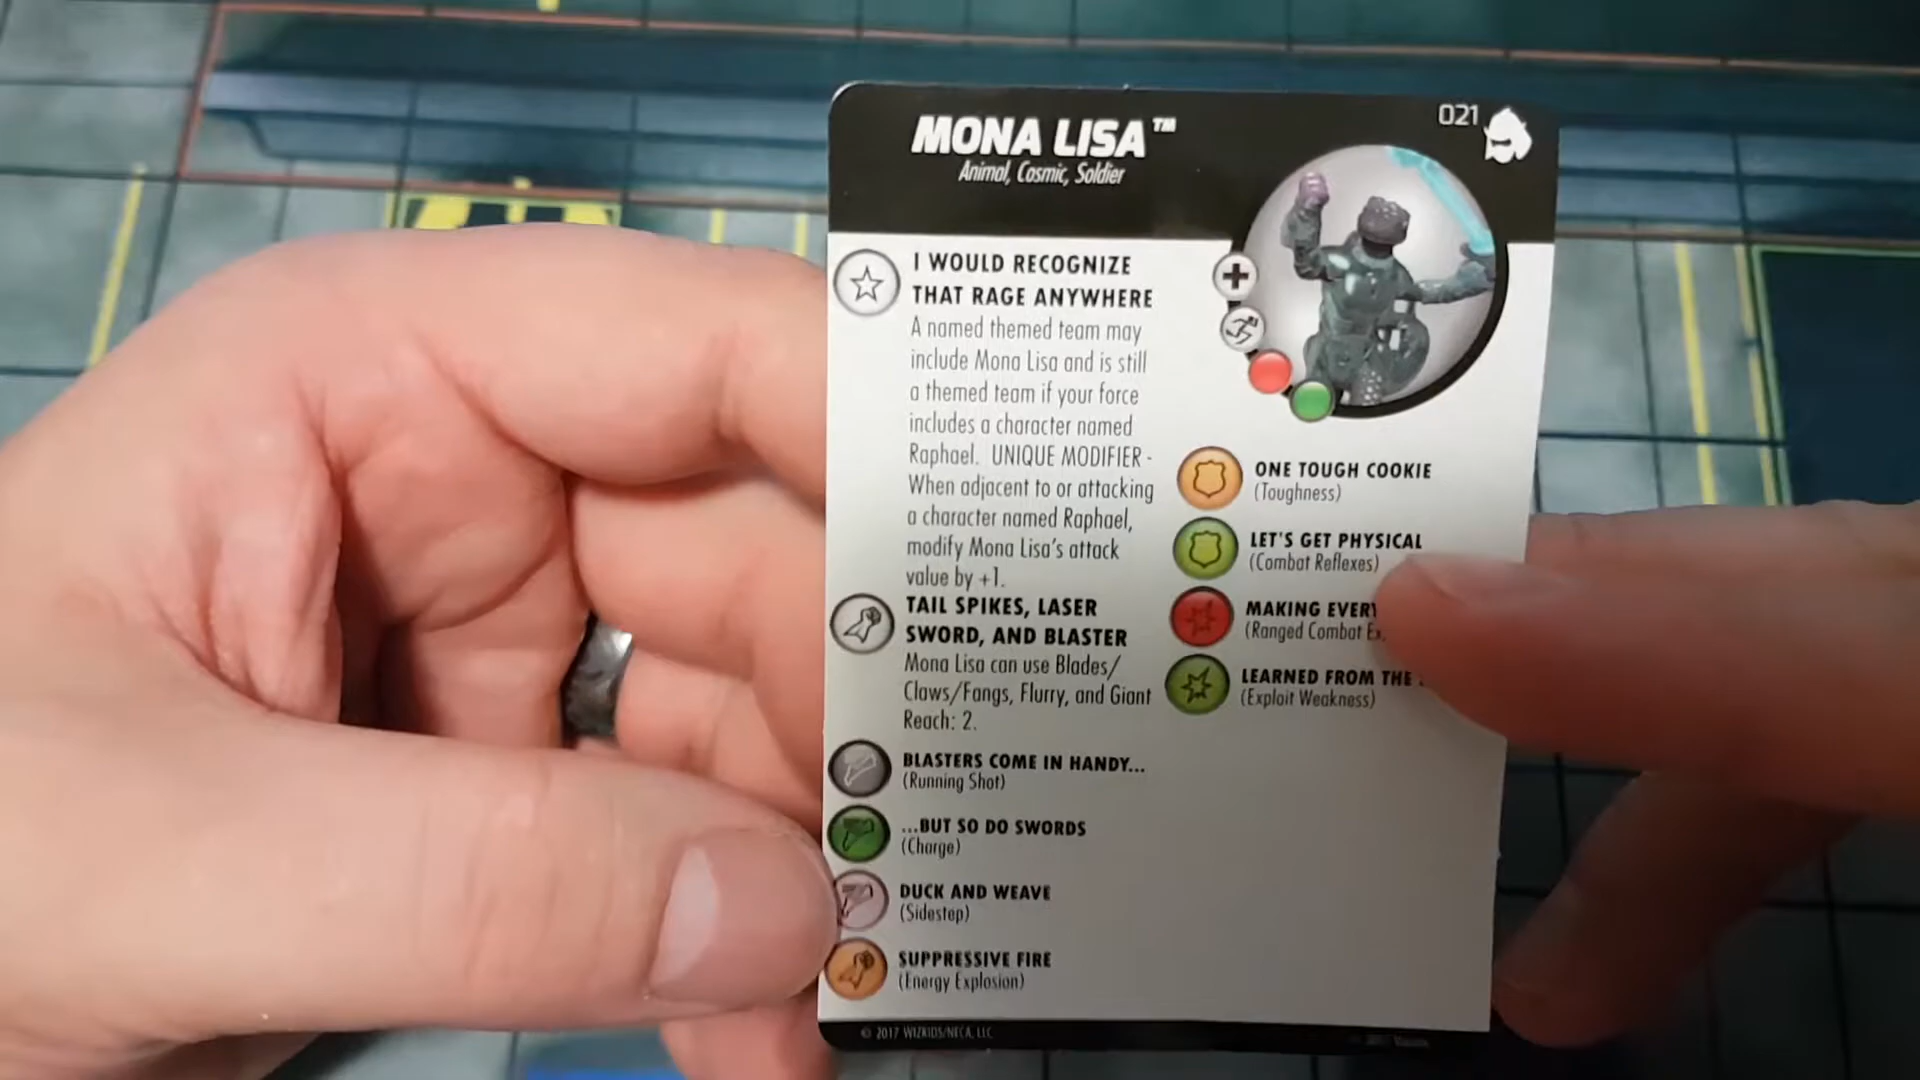 MONA LISA™
Animal, Cosmic, Soldier
021
I WOULD RECOGNIZE
THAT RAGE ANYWHERE
A named themed team may
include Mona Lisa and is still
a themed team if your force
includes a character named
Raphael. UNIQUE MODIFIER -
When adjacent to or attacking
a character named Raphael,
modify Mona Lisa's attack
value by +1.
TAIL SPIKES, LASER
SWORD, AND BLASTER
Mona Lisa can use Blades/
Claws/Fangs, Flurry, and Giant
Reach: 2.
BLASTERS COME IN HANDY...
(Running Shot)
...BUT SO DO SWORDS
(Charge)
DUCK AND WEAVE
(Sidestep)
SUPPRESSIVE FIRE
(Energy Explosion)
ONE TOUGH COOKIE
(Toughness)
LET'S GET PHYSICAL
(Combat Reflexes)
MAKING
(Ranged Combat
LEARNED FROM THE
(Exploit Weakness)
© 2017 WIZKIDS/NECA, LLC